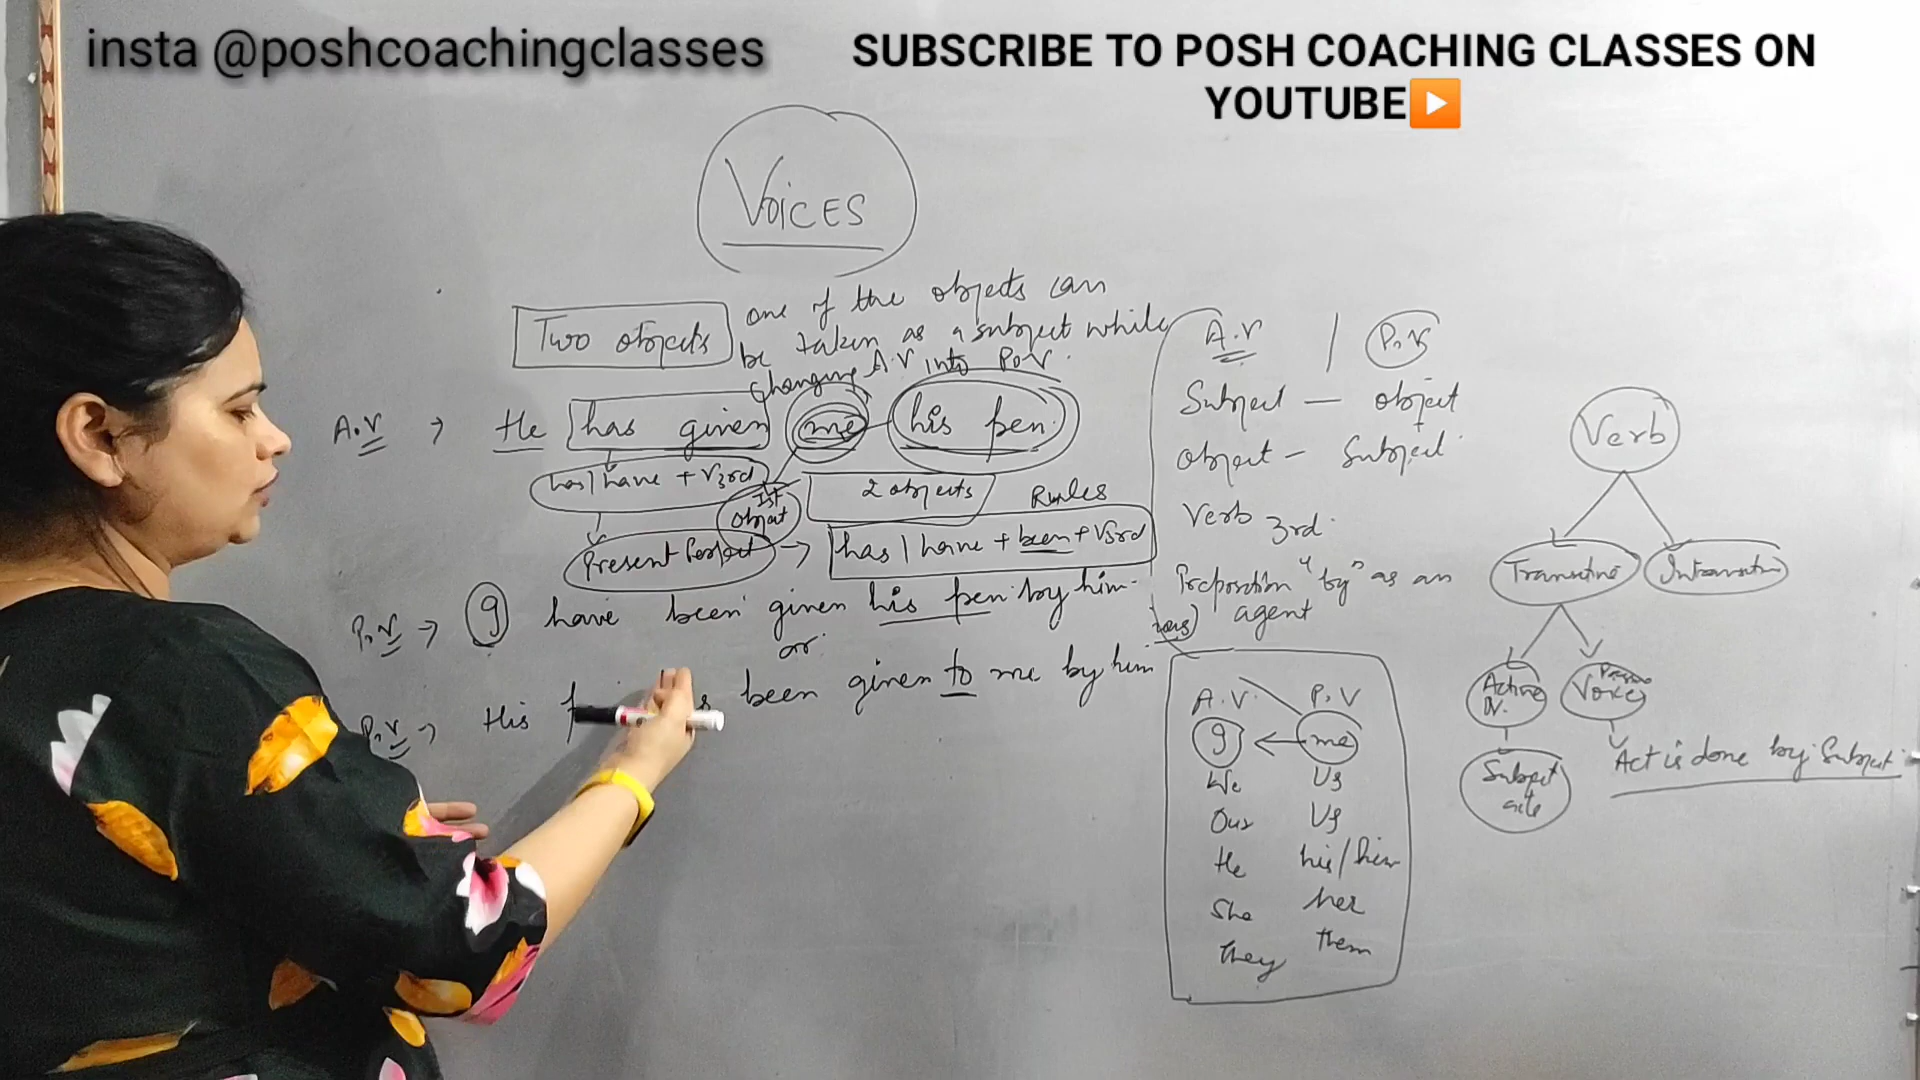 insta @poshcoachingclasses
SUBSCRIBE TO POSH COACHING CLASSES ON
YOUTUBE
VOICES
Two objects
one of the objects can
be taken as a subject while
changing A.V into P.V.
A.V → He has given me his pen.
has/have + V3rd
Ist
Object
2 objects
Rules
Present Perfect → has/have + been + V3rd
P.V → I have been given his pen by him.
or
P.V → His been given to me by him
A.V | P.V
Subject — object
object — Subject
Verb 3rd.
Preposition "by" as an
agent
A.V. P.V
I ← me
We Us
Our Us
He his/him
She her
They them
Verb
Transitive Intransitive
Active
V.
Passive
Voices
Subject
acts
Act is done by Subject